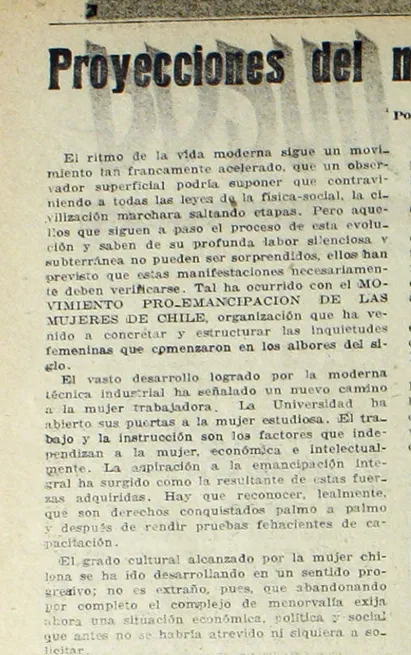 Proyecciones del m
Po
El ritmo de la vida moderna sigue un movi-
miento tan francamente acelerado, que un obser-
vador superficial podría suponer que contravi-
niendo a todas las leyes de la física-social, la ci-
vilización marchara saltando etapas. Pero aque-
llos que siguen a paso el proceso de esta evolu-
ción y saben de su profunda labor silenciosa y
subterránea no pueden ser sorprendidos, ellos han
previsto que estas manifestaciones necesariamen-
te deben verificarse. Tal ha ocurrido con el MO-
VIMIENTO PRO-EMANCIPACION DE LAS
MUJERES DE CHILE, organización que ha ve-
nido a concretar y estructurar las inquietudes
femeninas que comenzaron en los albores del si-
glo.
El vasto desarrollo logrado por la moderna
técnica industrial ha señalado un nuevo camino
a la mujer trabajadora. La Universidad ha
abierto sus puertas a la mujer estudiosa. El tra-
bajo y la instrucción son los factores que inde-
pendizan a la mujer, económica e intelectual-
mente. La aspiración a la emancipación inte-
gral ha surgido como la resultante de estas fuer-
zas adquiridas. Hay que reconocer, lealmente,
que son derechos conquistados palmo a palmo
y después de rendir pruebas fehacientes de ca-
pacitación.
El grado cultural alcanzado por la mujer chi-
lena se ha ido desarrollando en un sentido pro-
gresivo; no es extraño, pues, que abandonando
por completo el complejo de menorvalía exija
ahora una situación económica, política y social
que antes no se habría atrevido ni siquiera a so-
licitar.